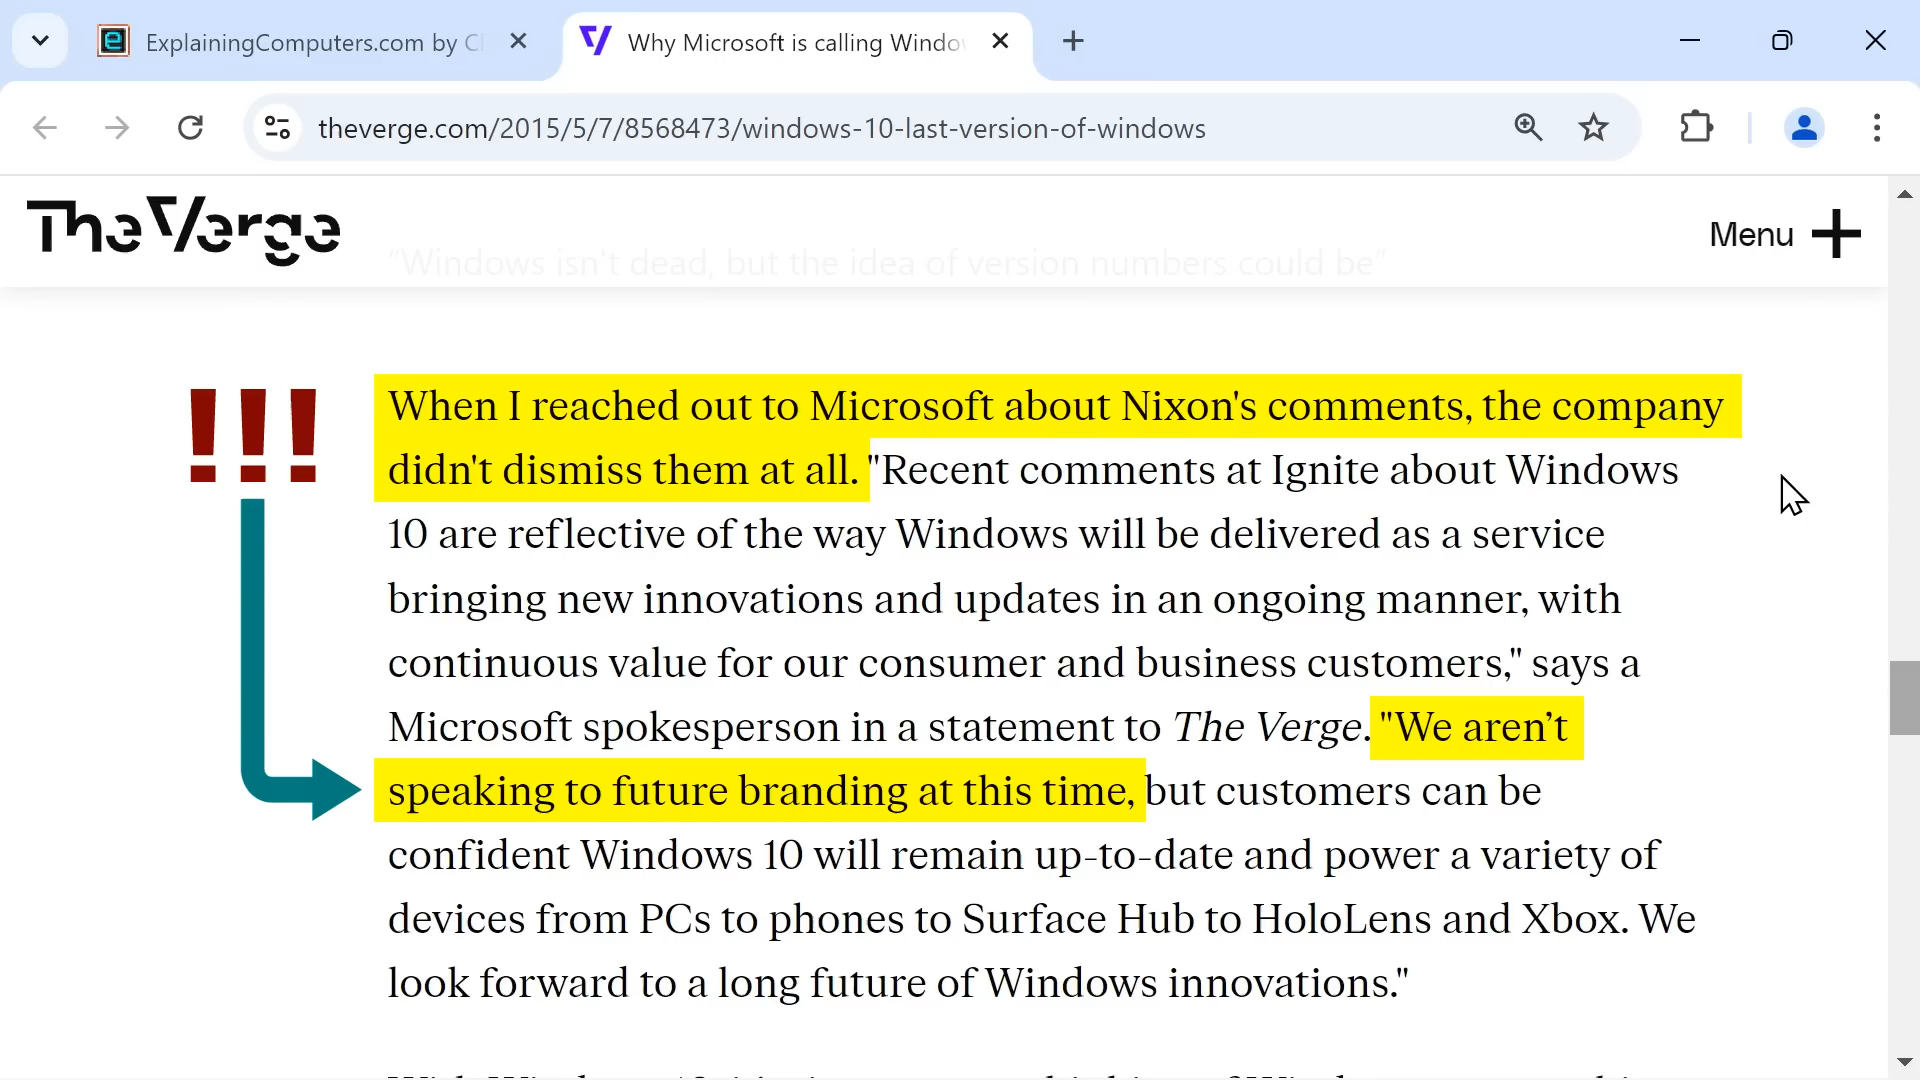 ExplainingComputers.com by C
Why Microsoft is calling Windo
theverge.com/2015/5/7/8568473/windows-10-last-version-of-windows
The Verge
Menu
"Windows isn't dead, but the idea of version numbers could be"
!!!
When I reached out to Microsoft about Nixon's comments, the company
didn't dismiss them at all. "Recent comments at Ignite about Windows
10 are reflective of the way Windows will be delivered as a service
bringing new innovations and updates in an ongoing manner, with
continuous value for our consumer and business customers," says a
Microsoft spokesperson in a statement to The Verge. "We aren’t
speaking to future branding at this time, but customers can be
confident Windows 10 will remain up-to-date and power a variety of
devices from PCs to phones to Surface Hub to HoloLens and Xbox. We
look forward to a long future of Windows innovations."